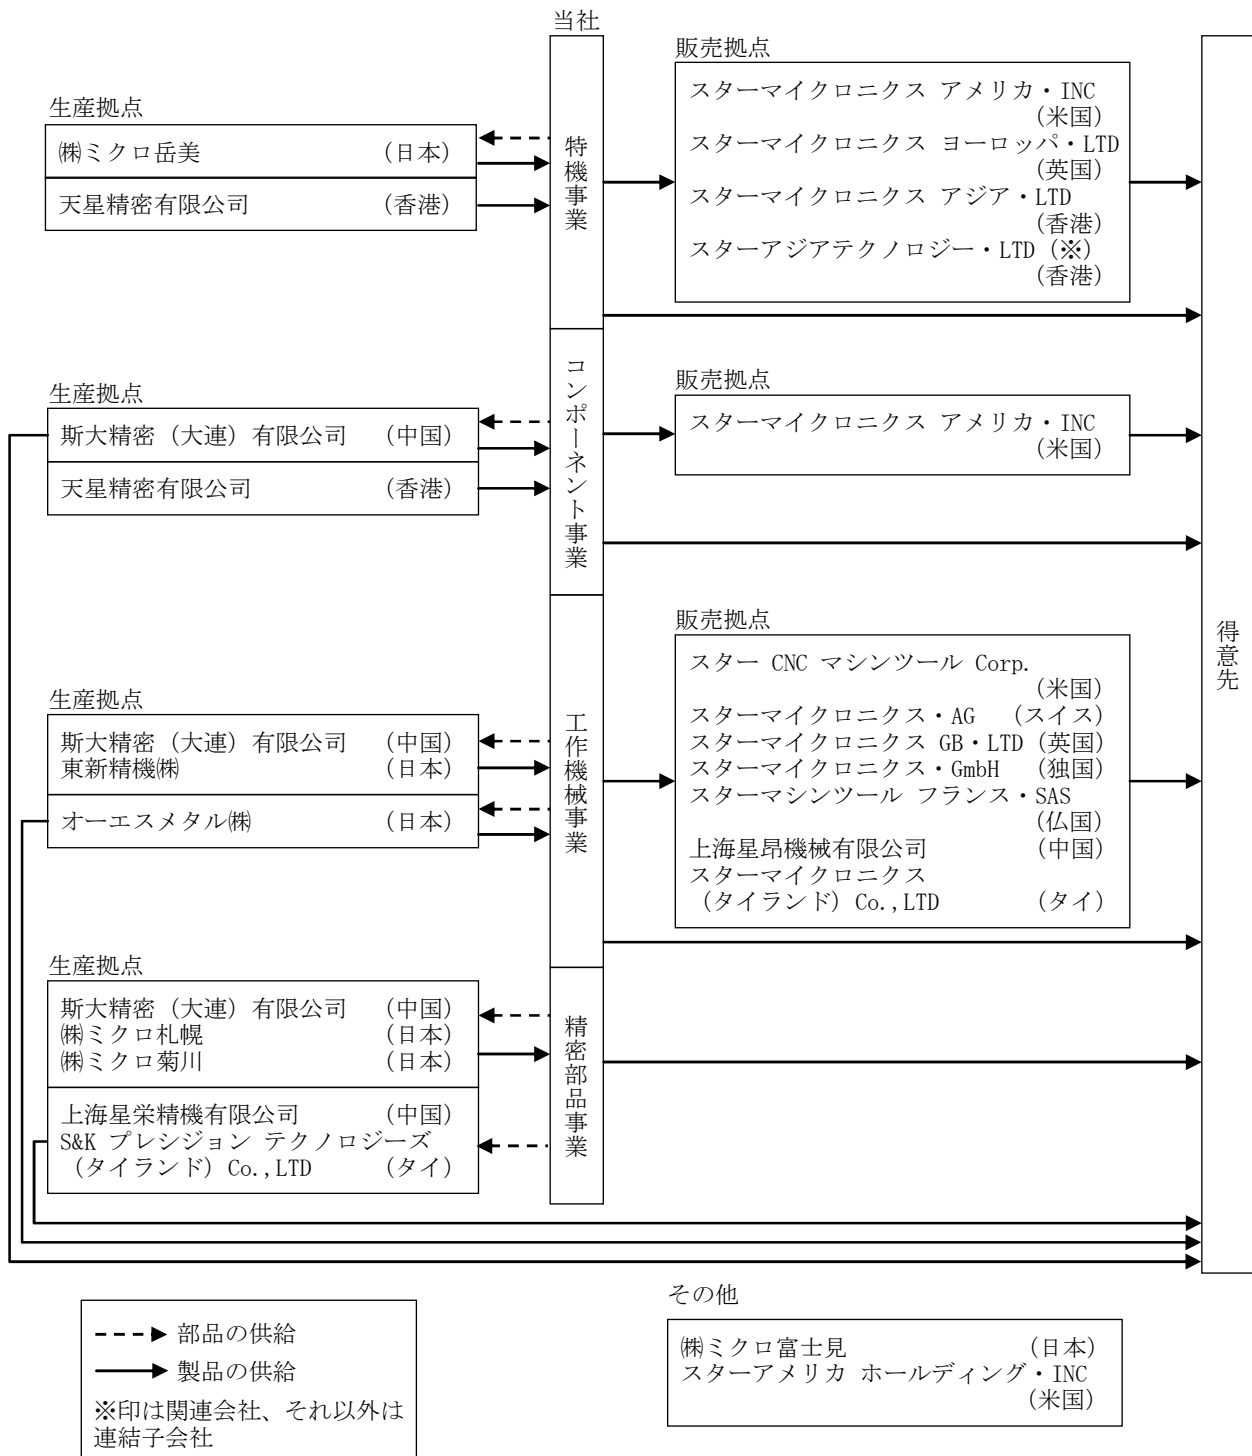 当社
販売拠点
スターマイクロニクス アメリカ・INC
(米国)
スターマイクロニクス ヨーロッパ・LTD
(英国)
スターマイクロニクス アジア・LTD
(香港)
スターアジアテクノロジー・LTD (※)
(香港)
生産拠点
㈱ミクロ岳美 (日本)
天星精密有限公司 (香港)
特機事業
生産拠点
斯大精密（大連）有限公司 (中国)
天星精密有限公司 (香港)
コンポーネント事業
販売拠点
スターマイクロニクス アメリカ・INC
(米国)
得意先
生産拠点
斯大精密（大連）有限公司 (中国)
東新精機㈱ (日本)
オーエスメタル㈱ (日本)
工作機械事業
販売拠点
スター CNC マシンツール Corp.
(米国)
スターマイクロニクス・AG (スイス)
スターマイクロニクス GB・LTD (英国)
スターマイクロニクス・GmbH (独国)
スターマシンツール フランス・SAS
(仏国)
上海星昂機械有限公司 (中国)
スターマイクロニクス
（タイランド）Co.,LTD (タイ)
生産拠点
斯大精密（大連）有限公司 (中国)
㈱ミクロ札幌 (日本)
㈱ミクロ菊川 (日本)
上海星栄精機有限公司 (中国)
S&K プレシジョン テクノロジーズ
（タイランド）Co.,LTD (タイ)
精密部品事業
部品の供給
製品の供給
※印は関連会社、それ以外は
連結子会社
その他
㈱ミクロ富士見 (日本)
スターアメリカ ホールディング・INC
(米国)